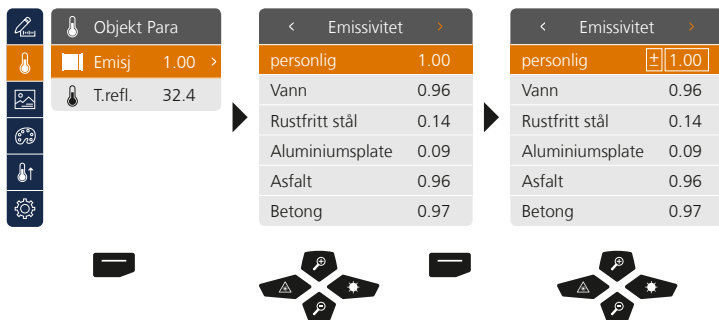 Objekt Para
Emisj 1.00 >
T.refl. 32.4
< Emissivitet >
personlig 1.00
Vann 0.96
Rustfritt stål 0.14
Aluminiumsplate 0.09
Asfalt 0.96
Betong 0.97
< Emissivitet >
personlig ± 1.00
Vann 0.96
Rustfritt stål 0.14
Aluminiumsplate 0.09
Asfalt 0.96
Betong 0.97